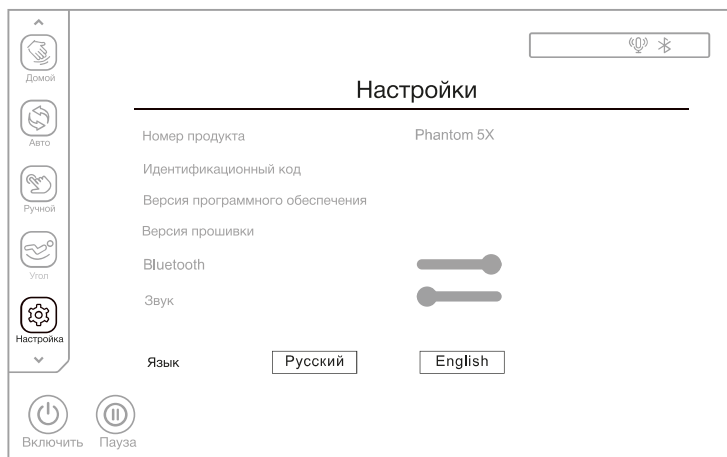 Домой
Авто
Ручной
Угол
Настройка
Настройки
Номер продукта Phantom 5X
Идентификационный код
Версия программного обеспечения
Версия прошивки
Bluetooth
Звук
Язык Русский English
Включить Пауза